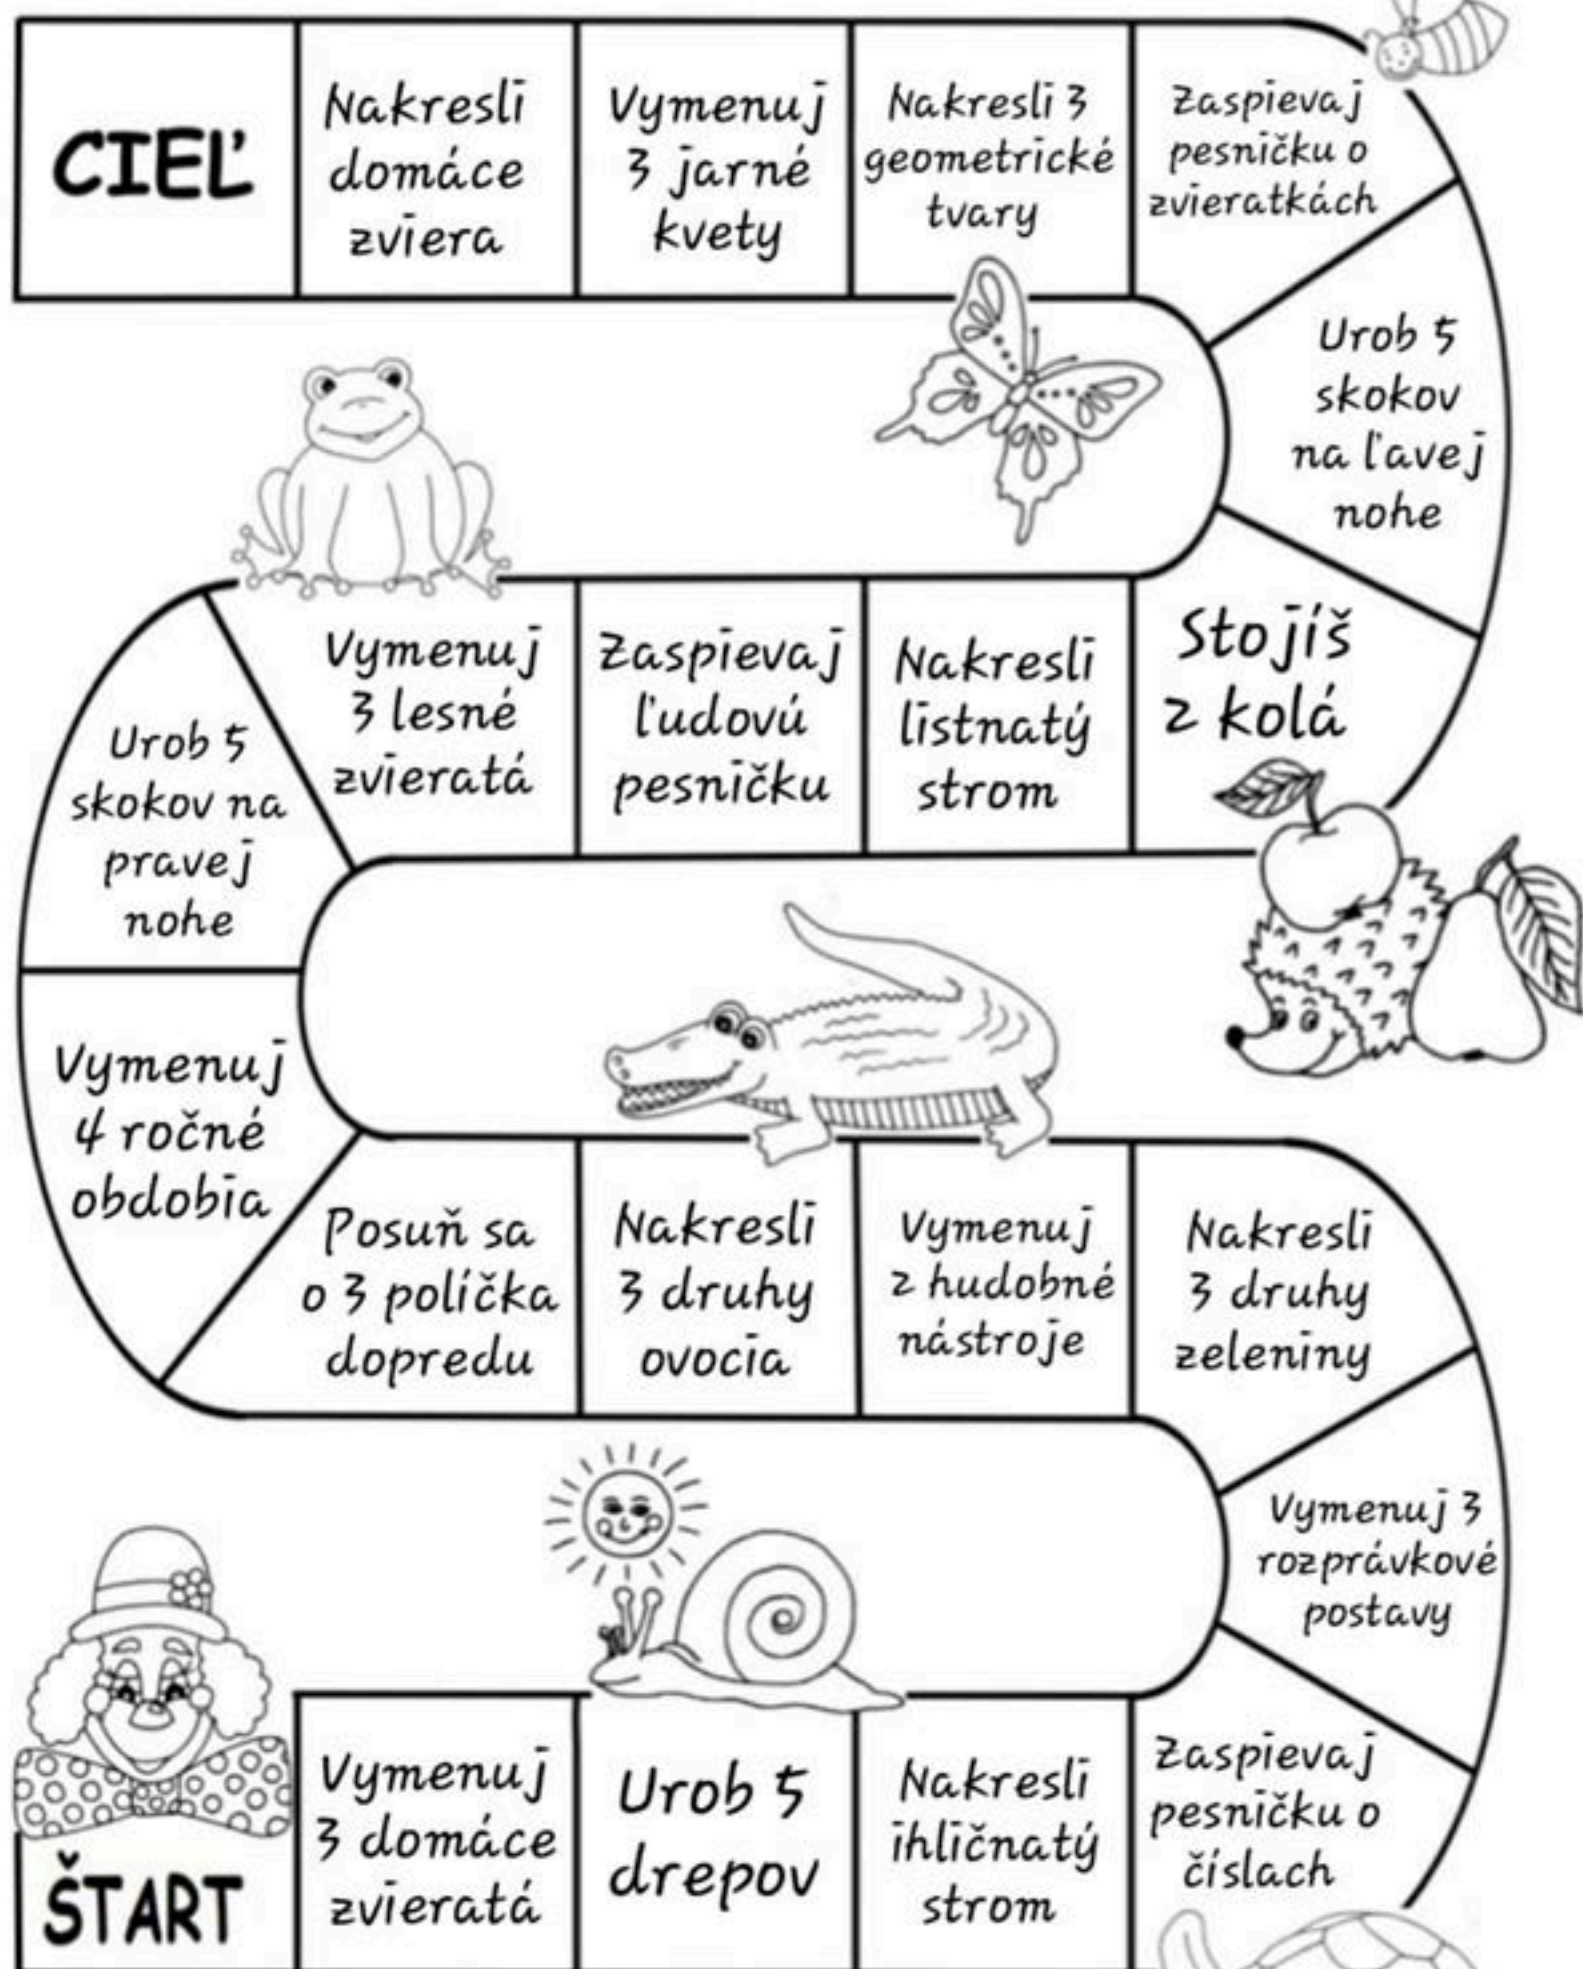 CIEĽ
Nakresli
domáce
zviera
Vymenuj
3 jarné
kvety
Nakresli 3
geometrické
tvary
Zaspievaj
pesničku o
zvieratkách
Urob 5
skokov
na ľavej
nohe
Stojíš
2 kolá
Nakresli
listnatý
strom
Zaspievaj
ľudovú
pesničku
Vymenuj
3 lesné
zvieratá
Urob 5
skokov na
pravej
nohe
Vymenuj
4 ročné
obdobia
Posuň sa
o 3 políčka
dopredu
Nakresli
3 druhy
ovocia
Vymenuj
2 hudobné
nástroje
Nakresli
3 druhy
zeleniny
Vymenuj 3
rozprávkové
postavy
Zaspievaj
pesničku o
číslach
Nakresli
ihličnatý
strom
Urob 5
drepov
Vymenuj
3 domáce
zvieratá
ŠTART